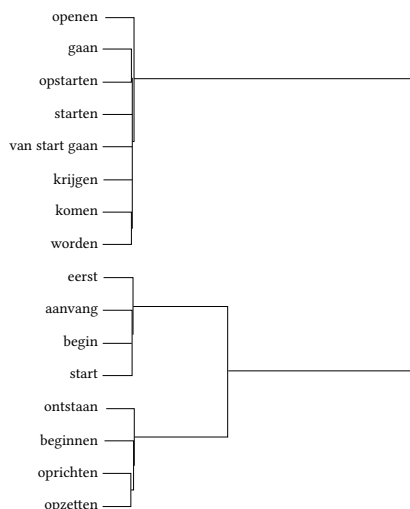 openen
gaan
opstarten
starten
van start gaan
krijgen
komen
worden
eerst
aanvang
begin
start
ontstaan
beginnen
oprichten
opzetten